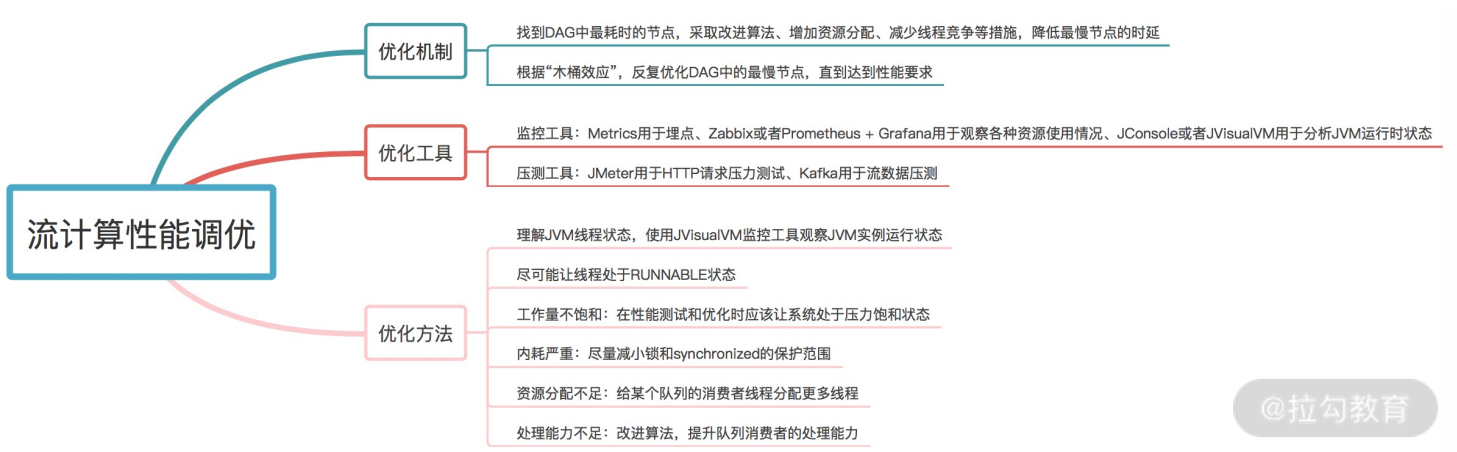 流计算性能调优
优化机制
找到DAG中最耗时的节点，采取改进算法、增加资源分配、减少线程竞争等措施，降低最慢节点的时延
根据“木桶效应”，反复优化DAG中的最慢节点，直到达到性能要求
优化工具
监控工具：Metrics用于埋点、Zabbix或者Prometheus + Grafana用于观察各种资源使用情况、JConsole或者JVisualVM用于分析JVM运行时状态
压测工具：JMeter用于HTTP请求压力测试、Kafka用于流数据压测
优化方法
理解JVM线程状态，使用JVisualVM监控工具观察JVM实例运行状态
尽可能让线程处于RUNNABLE状态
工作量不饱和：在性能测试和优化时应该让系统处于压力饱和状态
内耗严重：尽量减小锁和synchronized的保护范围
资源分配不足：给某个队列的消费者线程分配更多线程
处理能力不足：改进算法，提升队列消费者的处理能力
@拉勾教育